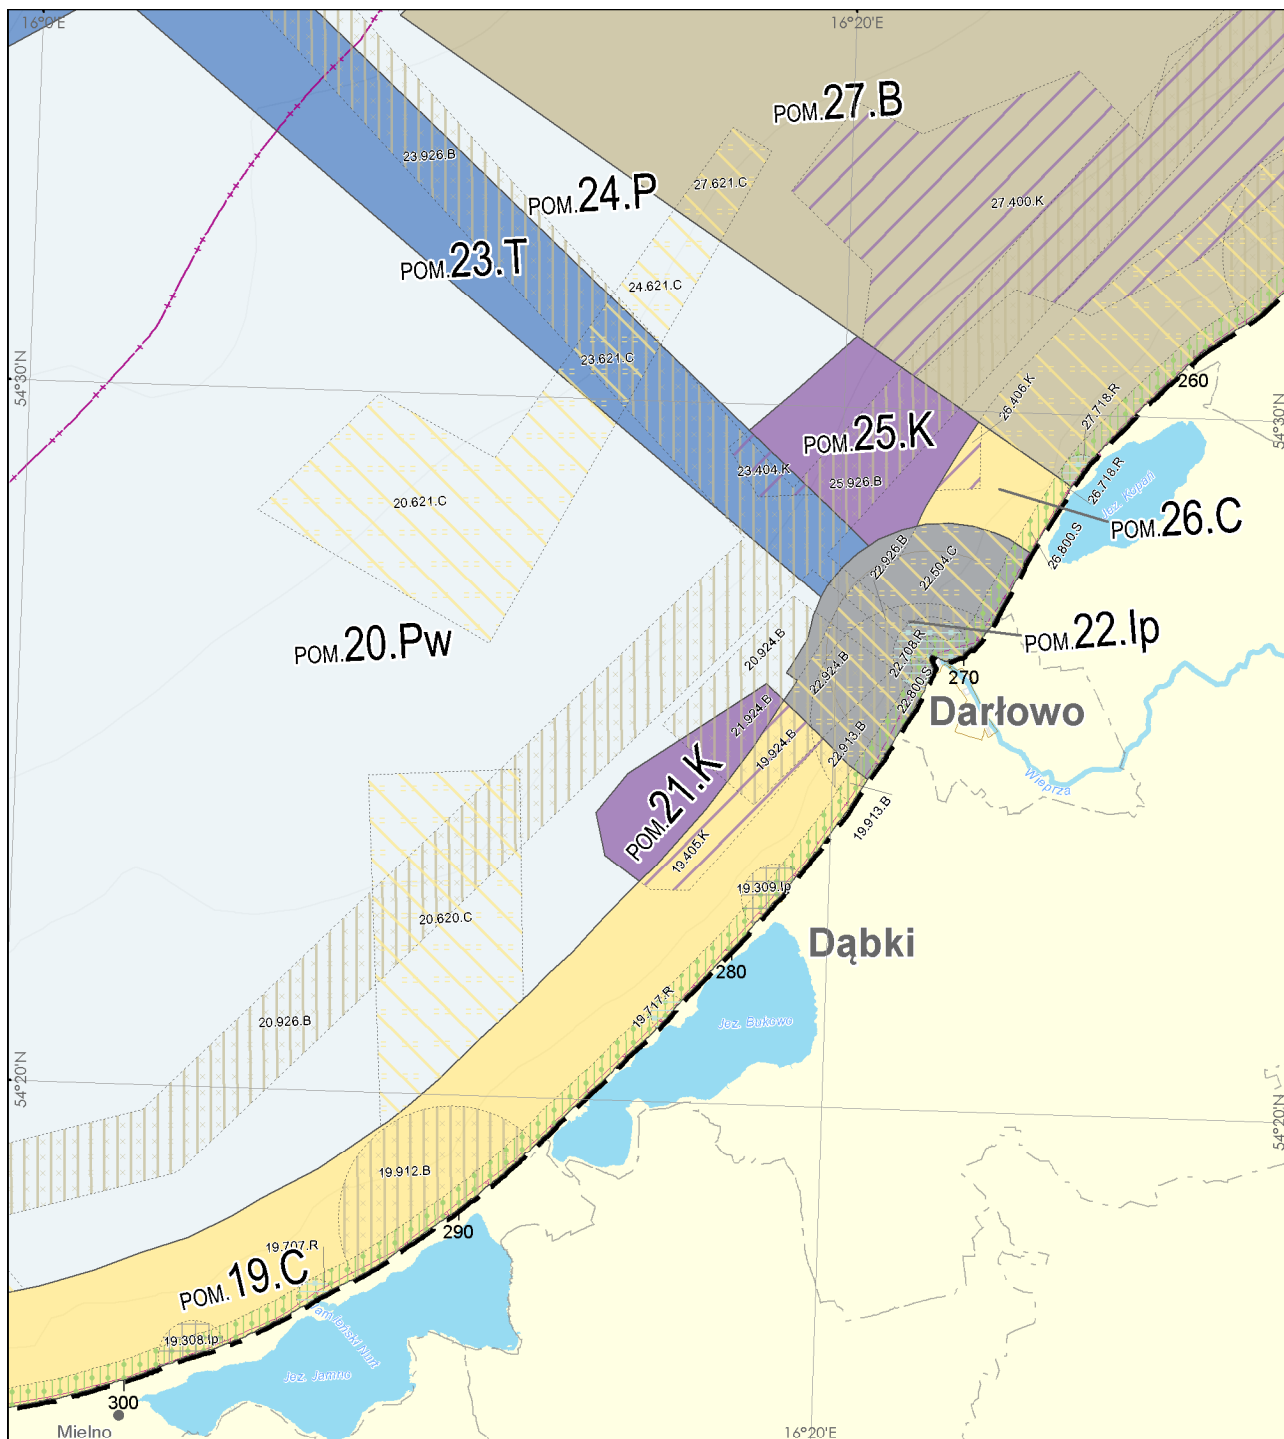 16°0'E
16°20'E
POM.27.B
23.926.B
27.621.C
POM.24.P
27.400.K
POM.23.T
24.621.C
54°30'N
23.621.C
260
26.406.K
27.718.R
54°30'N
POM.25.K
23.404.K
25.926.B
26.718.R
Jez. Kopań
20.621.C
POM.26.C
26.800.S
22.926.B
22.504.C
POM.20.Pw
POM.22.Ip
20.924.B
22.924.B
22.708.R
22.800.S
270
Darłowo
21.924.B
19.924.B
22.913.B
Wieprza
POM.21.K
19.405.K
19.913.B
19.309.Ip
20.620.C
Dąbki
280
19.717.R
20.926.B
Jez. Bukowo
54°20'N
54°20'N
19.912.B
290
19.707.R
POM.19.C
19.308.Ip
Jez. Jamno
300
Mielno
16°20'E